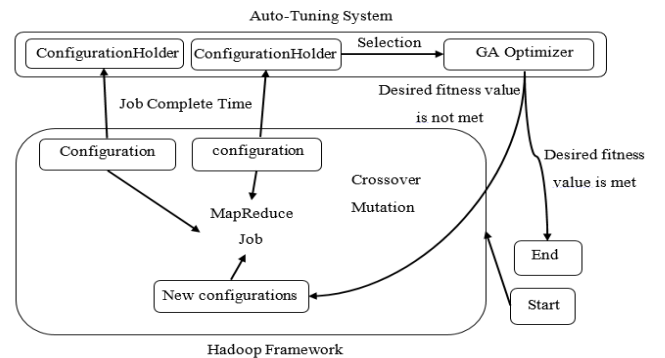 Auto-Tuning System
ConfigurationHolder
ConfigurationHolder
Selection
GA Optimizer
Job Complete Time
Desired fitness value
is not met
Configuration
configuration
Desired fitness
value is met
Crossover
Mutation
MapReduce
Job
End
New configurations
Start
Hadoop Framework